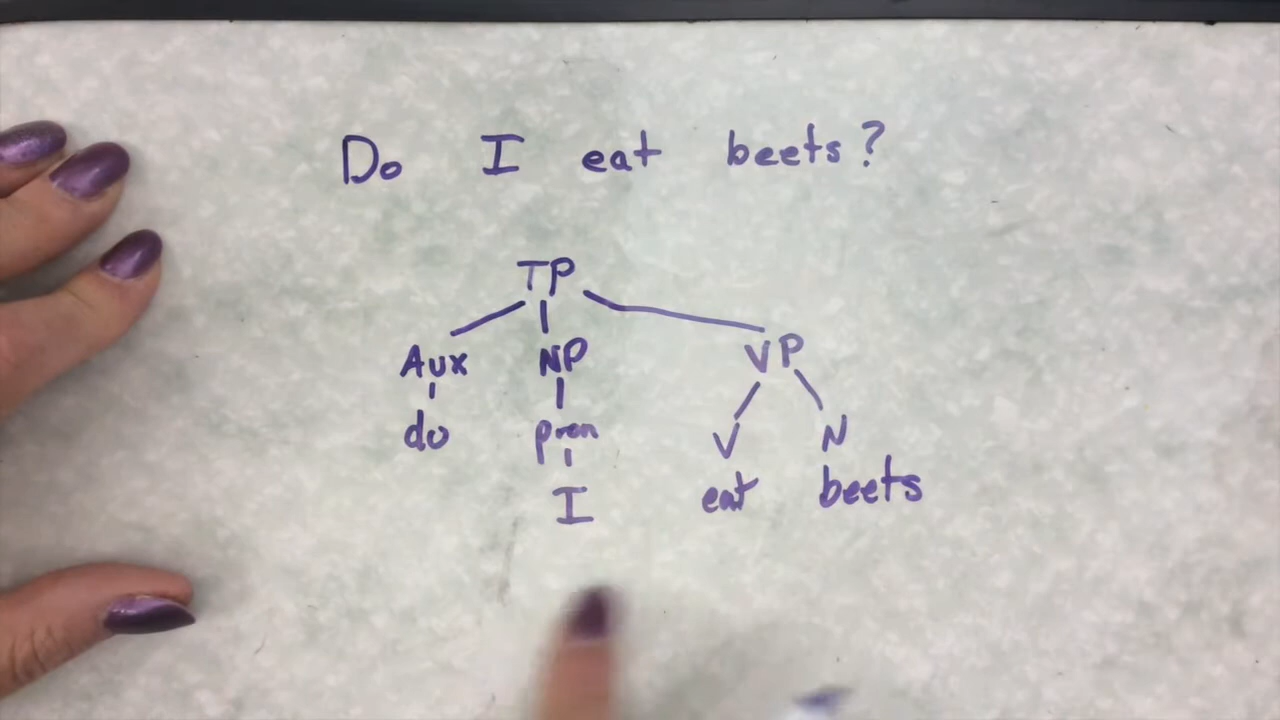 Do I eat beets?
TP
Aux NP VP
do pron V N
I eat beets